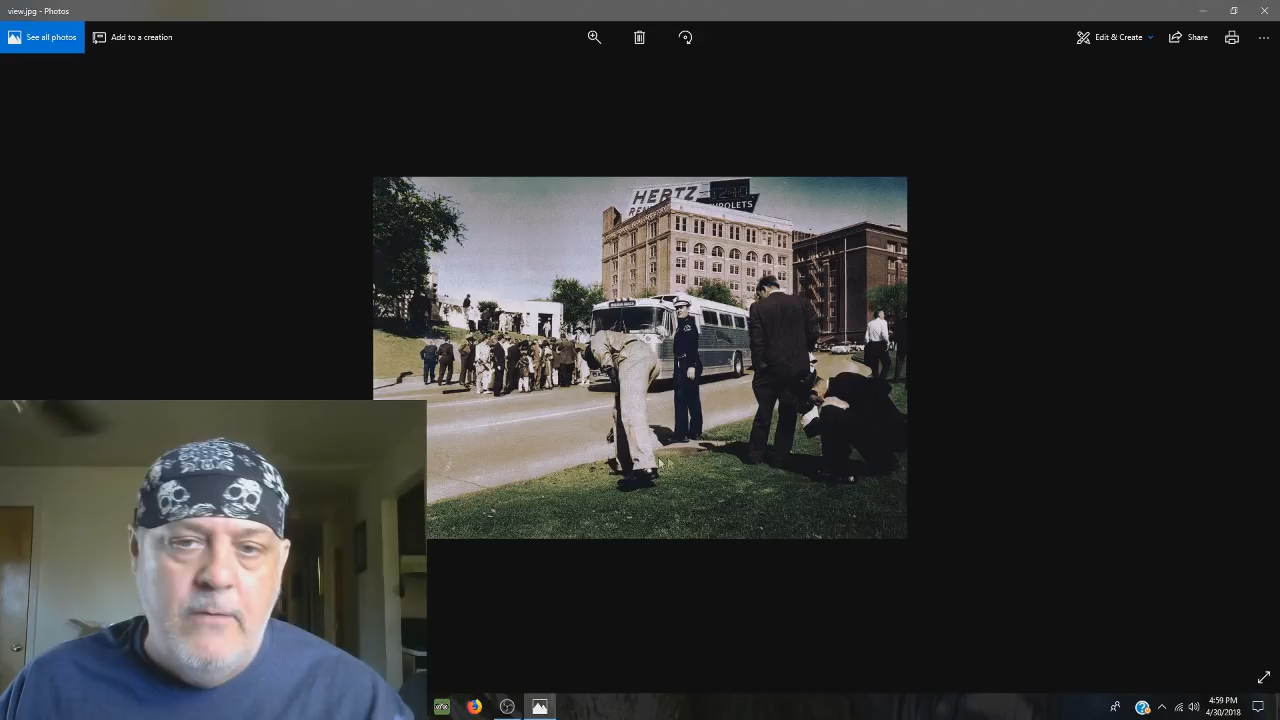 view.jpg - Photos
See all photos
Add to a creation
Edit & Create
Share
HERTZ
CHEVROLETS
4:59 PM
4/30/2018